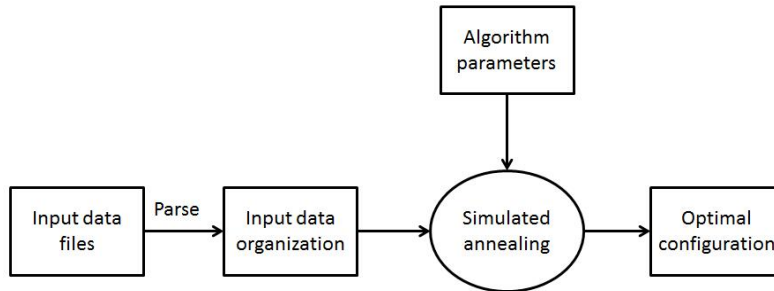 Algorithm
parameters
Input data
files
Parse
Input data
organization
Simulated
annealing
Optimal
configuration